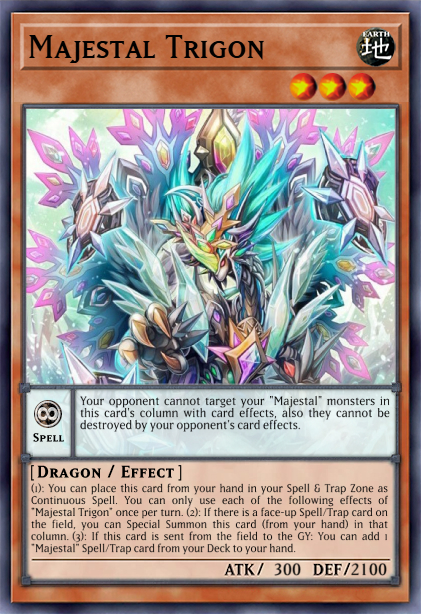 Majestal Trigon
EARTH
地
Your opponent cannot target your "Majestal" monsters in
this card's column with card effects, also they cannot be
destroyed by your opponent's card effects.
Spell
[ Dragon / Effect ]
(1): You can place this card from your hand in your Spell & Trap Zone as
Continuous Spell. You can only use each of the following effects of
"Majestal Trigon" once per turn. (2): If there is a face-up Spell/Trap card on
the field, you can Special Summon this card (from your hand) in that
column. (3): If this card is sent from the field to the GY: You can add 1
"Majestal" Spell/Trap card from your Deck to your hand.
ATK/ 300 DEF/2100